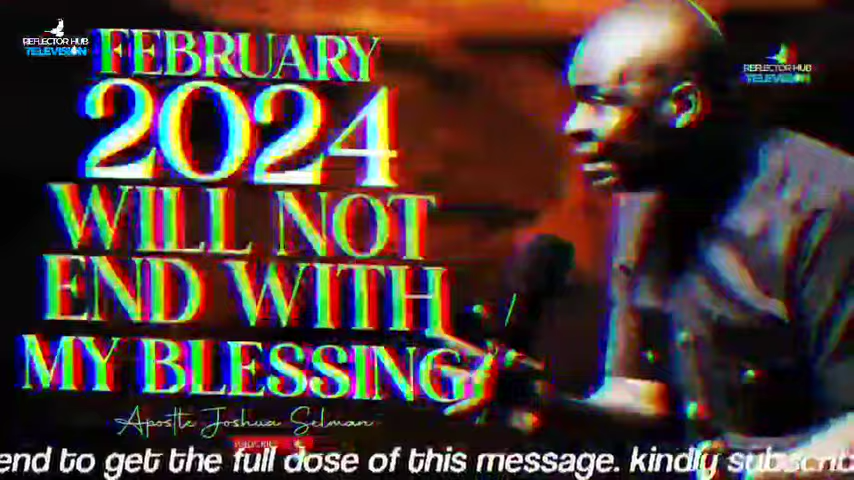 REFLECTOR HUB
TELEVISION
FEBRUARY
2024
WILL NOT
END WITH
MY BLESSING
Apostle Joshua Selman
REFLECTOR HUB
TELEVISION
end to get the full dose of this message. kindly subscrib